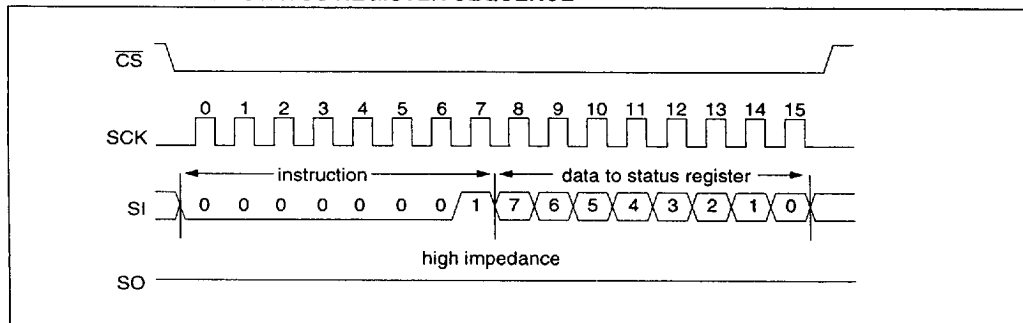 CS
0 1 2 3 4 5 6 7 8 9 10 11 12 13 14 15
SCK
instruction data to status register
SI 0 0 0 0 0 0 0 1 7 6 5 4 3 2 1 0
high impedance
SO